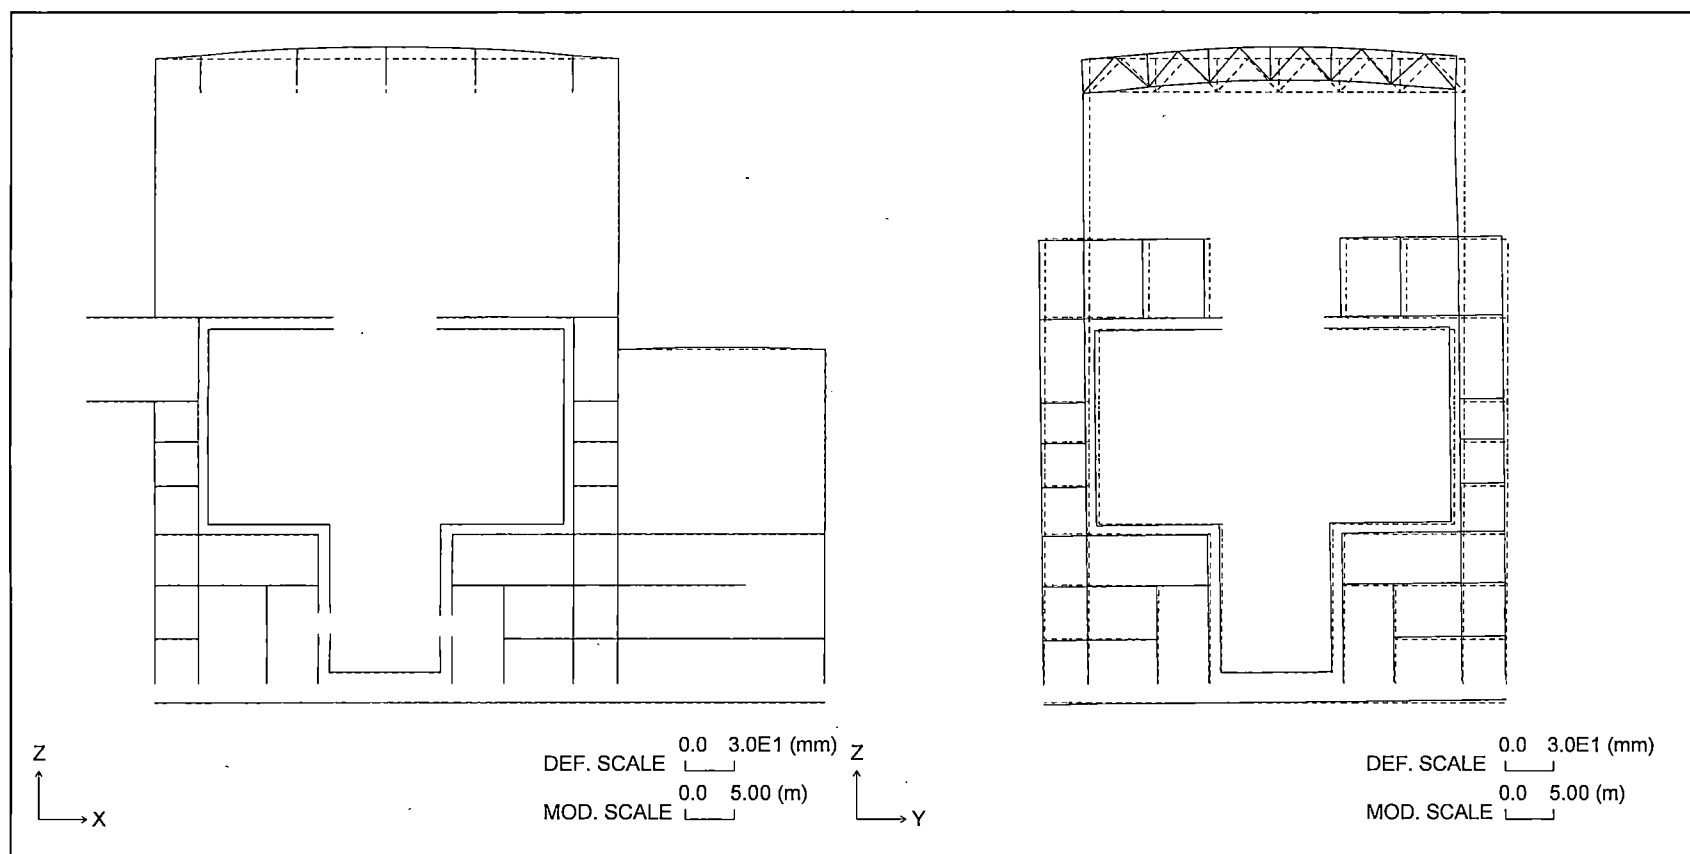 Z
X
0.0 3.0E1 (mm)
DEF. SCALE
0.0 5.00 (m)
MOD. SCALE
Z
Y
0.0 3.0E1 (mm)
DEF. SCALE
0.0 5.00 (m)
MOD. SCALE